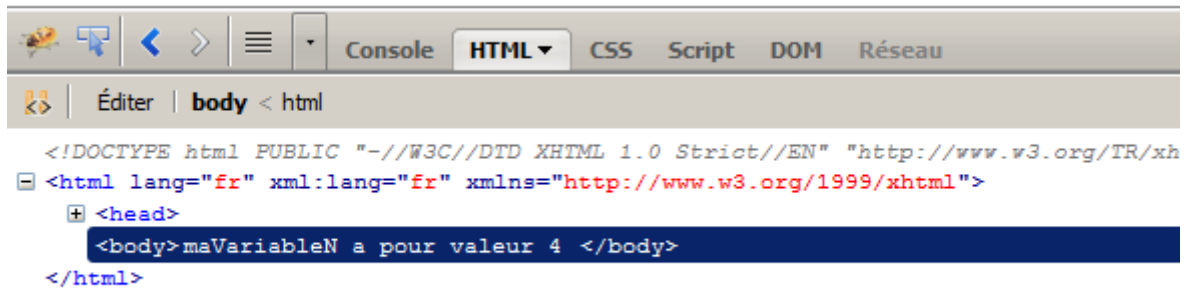 Console HTML CSS Script DOM Réseau
Éditer body < html
<!DOCTYPE html PUBLIC "-//W3C//DTD XHTML 1.0 Strict//EN" "http://www.w3.org/TR/xh
<html lang="fr" xml:lang="fr" xmlns="http://www.w3.org/1999/xhtml">
<head>
<body>maVariableN a pour valeur 4 </body>
</html>